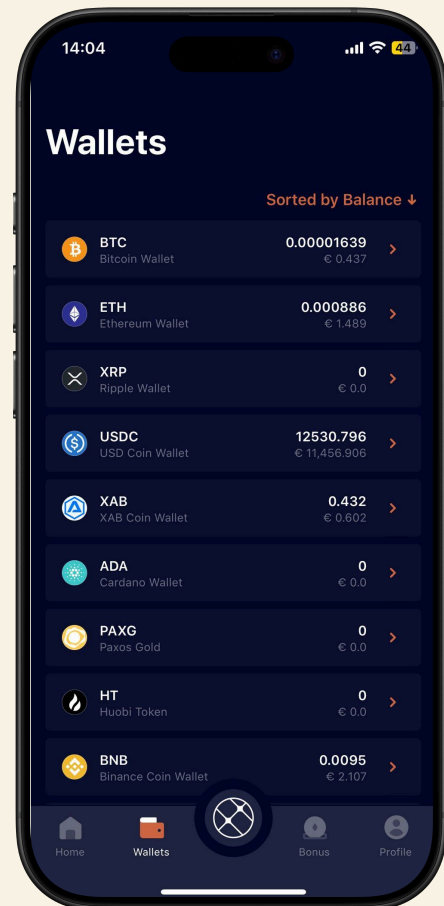 14:04
44
Wallets
Sorted by Balance ↓
BTC 0.00001639
Bitcoin Wallet € 0.437
ETH 0.000886
Ethereum Wallet € 1.489
XRP 0
Ripple Wallet € 0.0
USDC 12530.796
USD Coin Wallet € 11,456.906
XAB 0.432
XAB Coin Wallet € 0.602
ADA 0
Cardano Wallet € 0.0
PAXG 0
Paxos Gold € 0.0
HT 0
Huobi Token € 0.0
BNB 0.0095
Binance Coin Wallet € 2.107
Home Wallets Bonus Profile